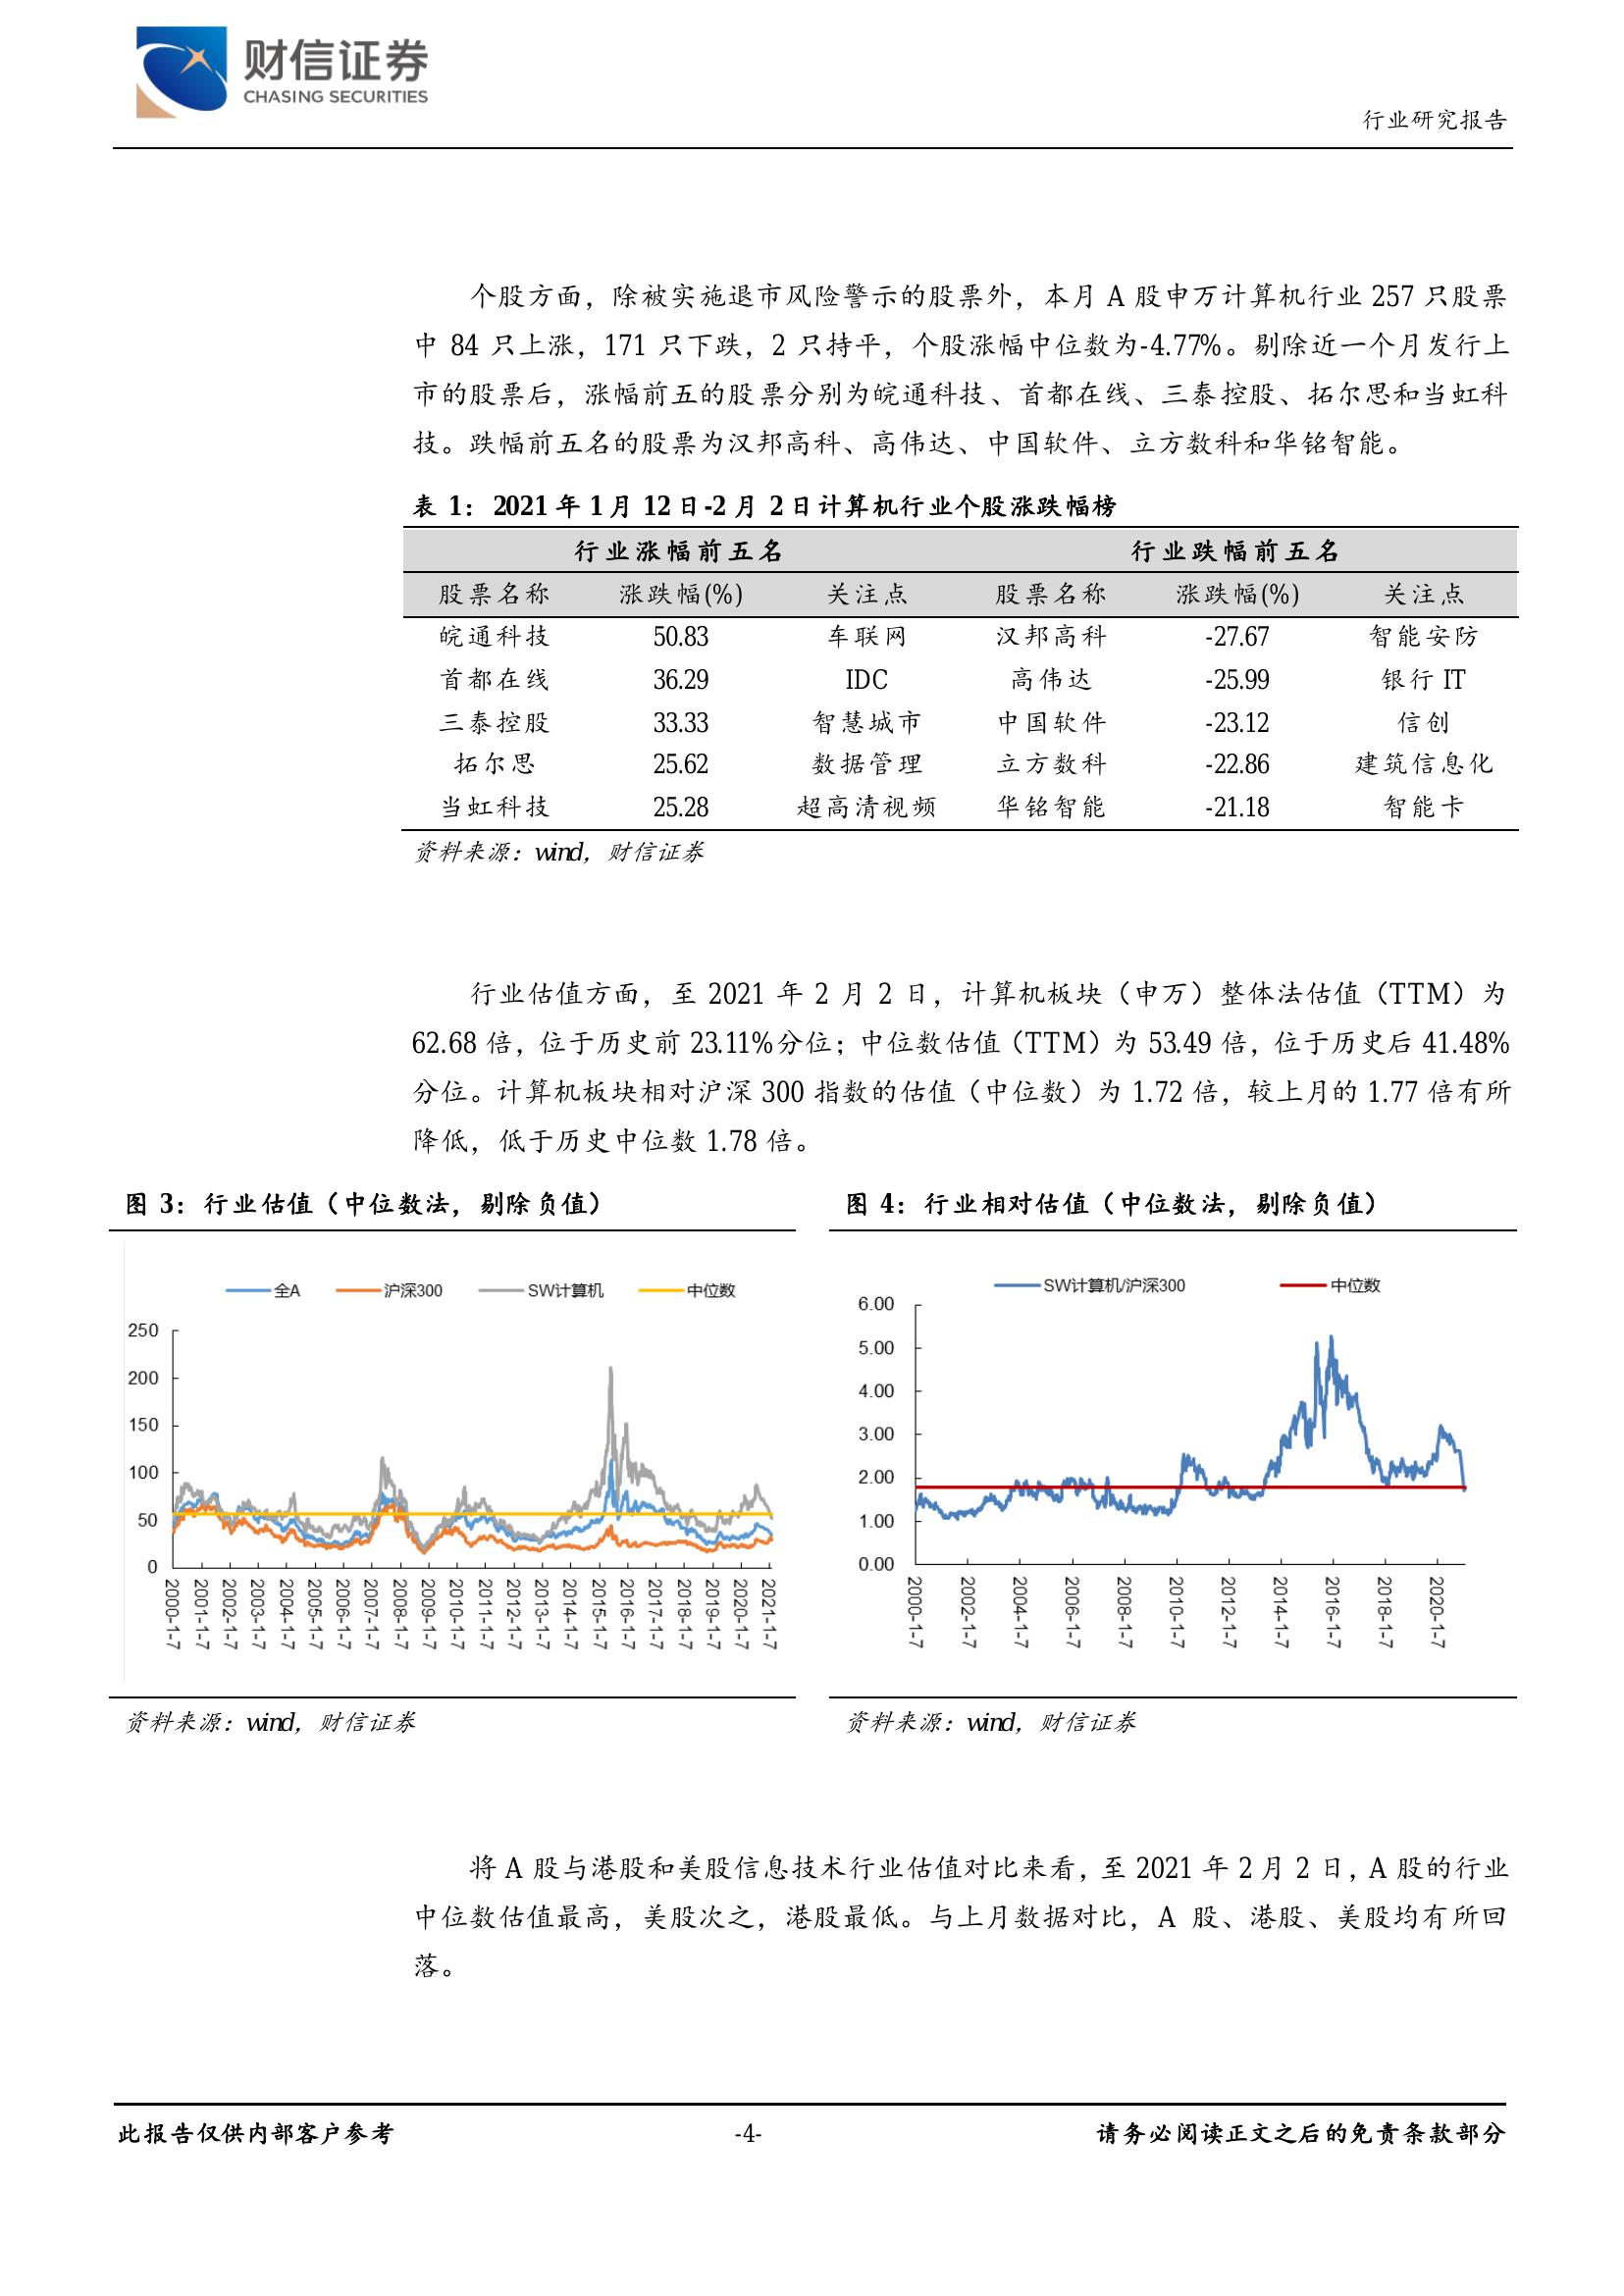 财信证券
CHASING SECURITIES
行业研究报告
个股方面，除被实施退市风险警示的股票外，本月 A 股申万计算机行业 257 只股票
中 84 只上涨，171 只下跌，2 只持平，个股涨幅中位数为-4.77%。剔除近一个月发行上
市的股票后，涨幅前五的股票分别为皖通科技、首都在线、三泰控股、拓尔思和当虹科
技。跌幅前五名的股票为汉邦高科、高伟达、中国软件、立方数科和华铭智能。
表 1：2021 年 1 月 12 日-2 月 2 日计算机行业个股涨跌幅榜
行业涨幅前五名 行业跌幅前五名
股票名称 涨跌幅(%) 关注点 股票名称 涨跌幅(%) 关注点
皖通科技 50.83 车联网 汉邦高科 -27.67 智能安防
首都在线 36.29 IDC 高伟达 -25.99 银行 IT
三泰控股 33.33 智慧城市 中国软件 -23.12 信创
拓尔思 25.62 数据管理 立方数科 -22.86 建筑信息化
当虹科技 25.28 超高清视频 华铭智能 -21.18 智能卡
资料来源：wind，财信证券
行业估值方面，至 2021 年 2 月 2 日，计算机板块（申万）整体法估值（TTM）为
62.68 倍，位于历史前 23.11%分位；中位数估值（TTM）为 53.49 倍，位于历史后 41.48%
分位。计算机板块相对沪深 300 指数的估值（中位数）为 1.72 倍，较上月的 1.77 倍有所
降低，低于历史中位数 1.78 倍。
图 3：行业估值（中位数法，剔除负值）
全A 沪深300 SW计算机 中位数
250
200
150
100
50
0
2000-1-7 2001-1-7 2002-1-7 2003-1-7 2004-1-7 2005-1-7 2006-1-7 2007-1-7 2008-1-7 2009-1-7 2010-1-7 2011-1-7 2012-1-7 2013-1-7 2014-1-7 2015-1-7 2016-1-7 2017-1-7 2018-1-7 2019-1-7 2020-1-7 2021-1-7
资料来源：wind，财信证券
图 4：行业相对估值（中位数法，剔除负值）
SW计算机/沪深300 中位数
6.00
5.00
4.00
3.00
2.00
1.00
0.00
2000-1-7 2002-1-7 2004-1-7 2006-1-7 2008-1-7 2010-1-7 2012-1-7 2014-1-7 2016-1-7 2018-1-7 2020-1-7
资料来源：wind，财信证券
将 A 股与港股和美股信息技术行业估值对比来看，至 2021 年 2 月 2 日，A 股的行业
中位数估值最高，美股次之，港股最低。与上月数据对比，A 股、港股、美股均有所回
落。
此报告仅供内部客户参考
-4-
请务必阅读正文之后的免责条款部分